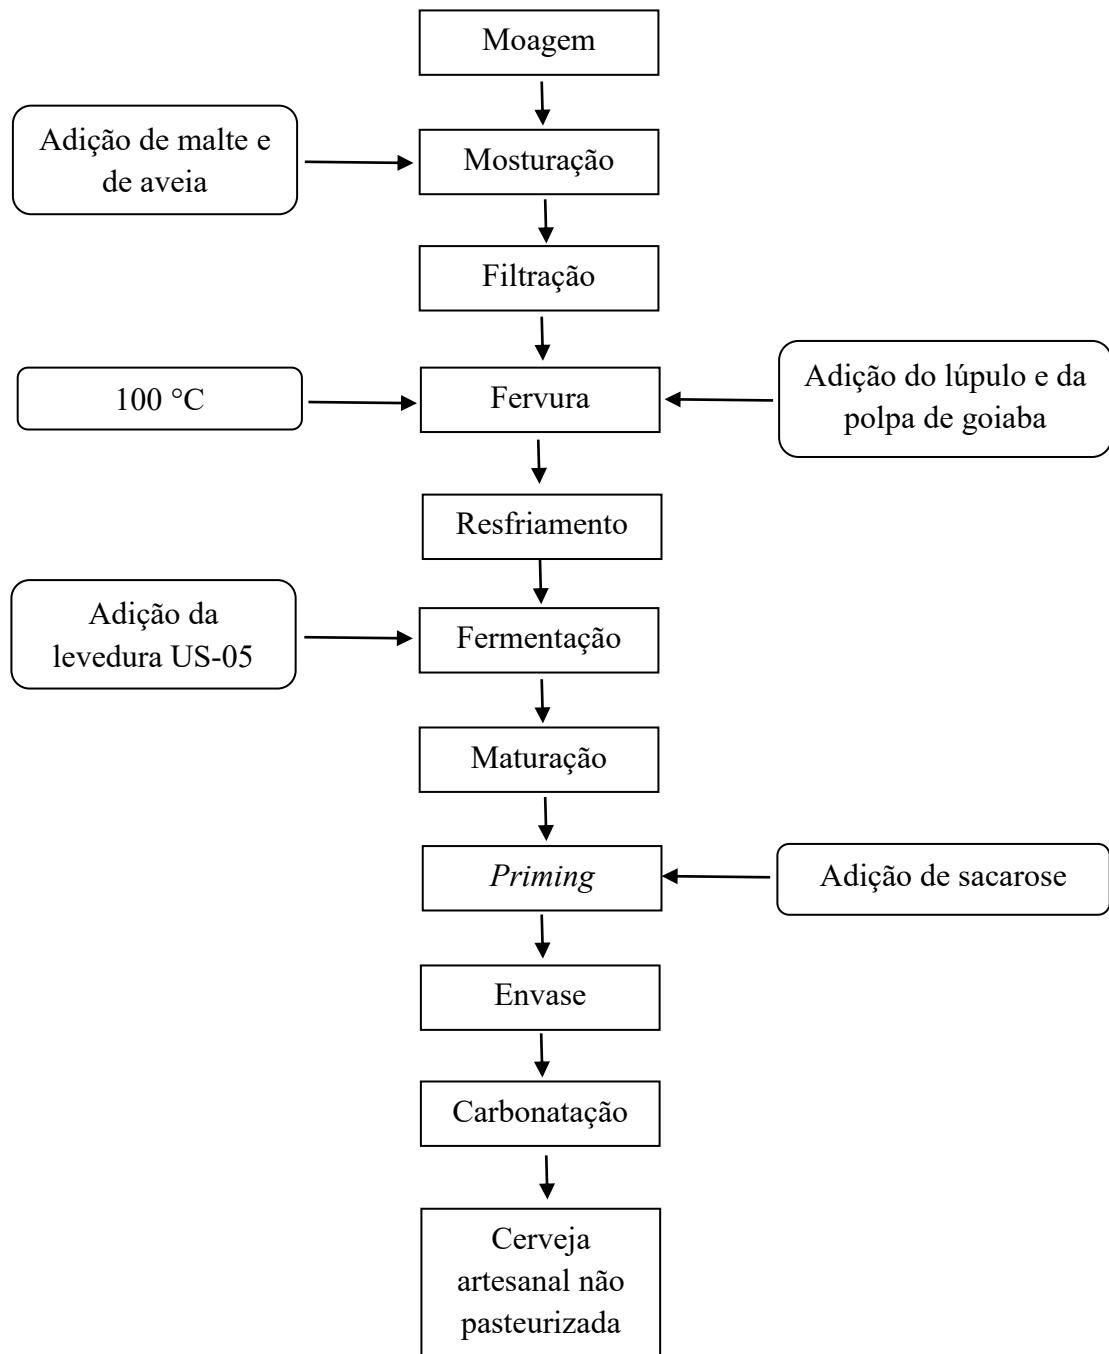 Moagem
Adição de malte e
de aveia
Mosturação
Filtração
100 °C
Fervura
Adição do lúpulo e da
polpa de goiaba
Resfriamento
Adição da
levedura US-05
Fermentação
Maturação
Priming
Adição de sacarose
Envase
Carbonatação
Cerveja
artesanal não
pasteurizada